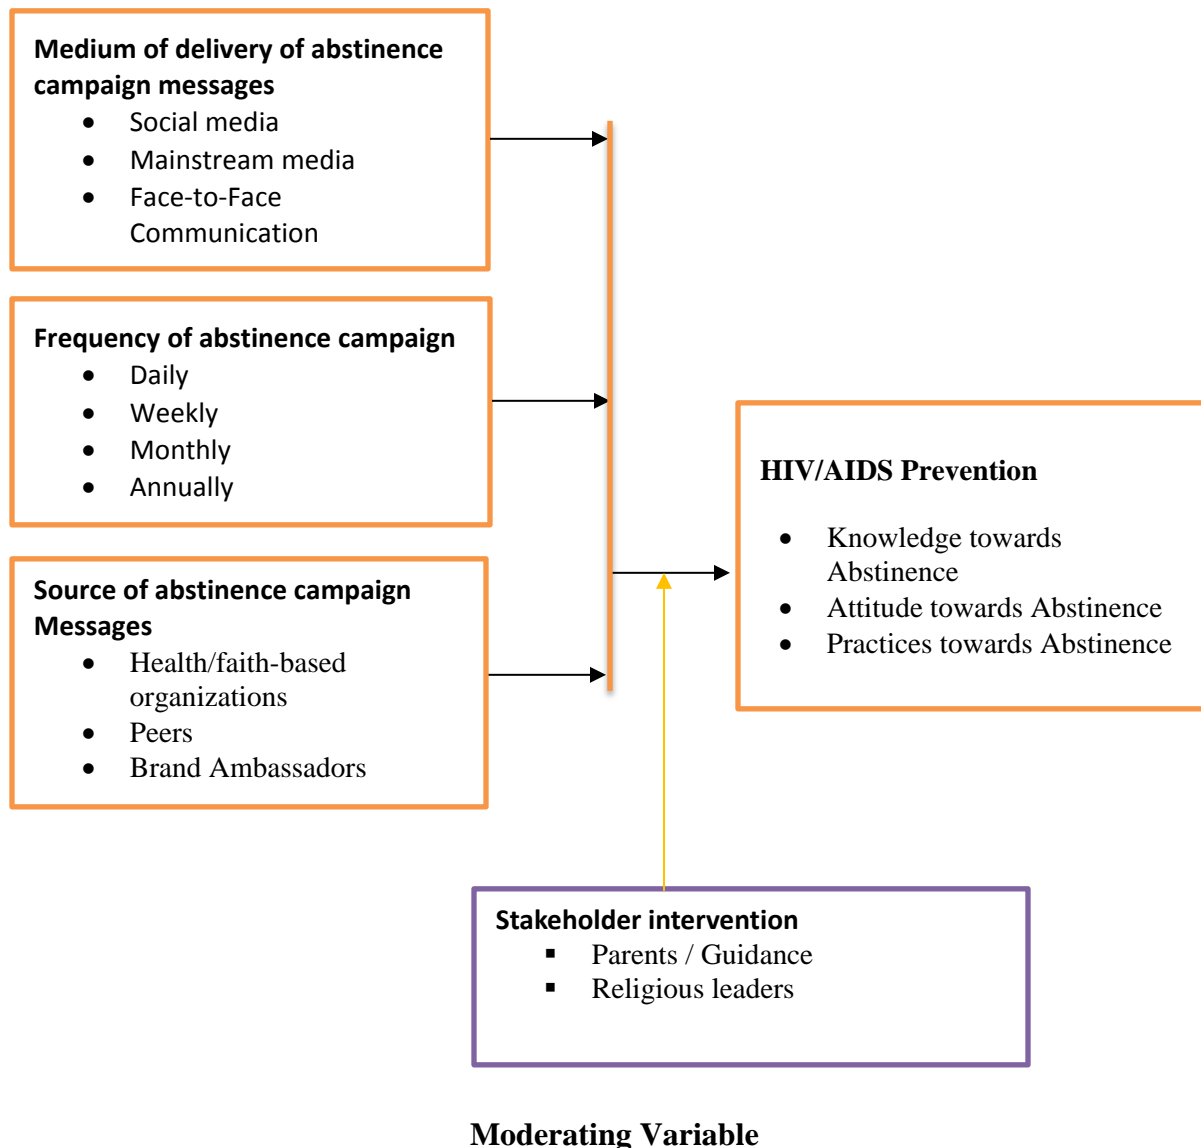 Medium of delivery of abstinence
campaign messages
• Social media
• Mainstream media
• Face-to-Face
Communication
Frequency of abstinence campaign
• Daily
• Weekly
• Monthly
• Annually
Source of abstinence campaign
Messages
• Health/faith-based
organizations
• Peers
• Brand Ambassadors
HIV/AIDS Prevention
• Knowledge towards
Abstinence
• Attitude towards Abstinence
• Practices towards Abstinence
Stakeholder intervention
▪ Parents / Guidance
▪ Religious leaders
Moderating Variable